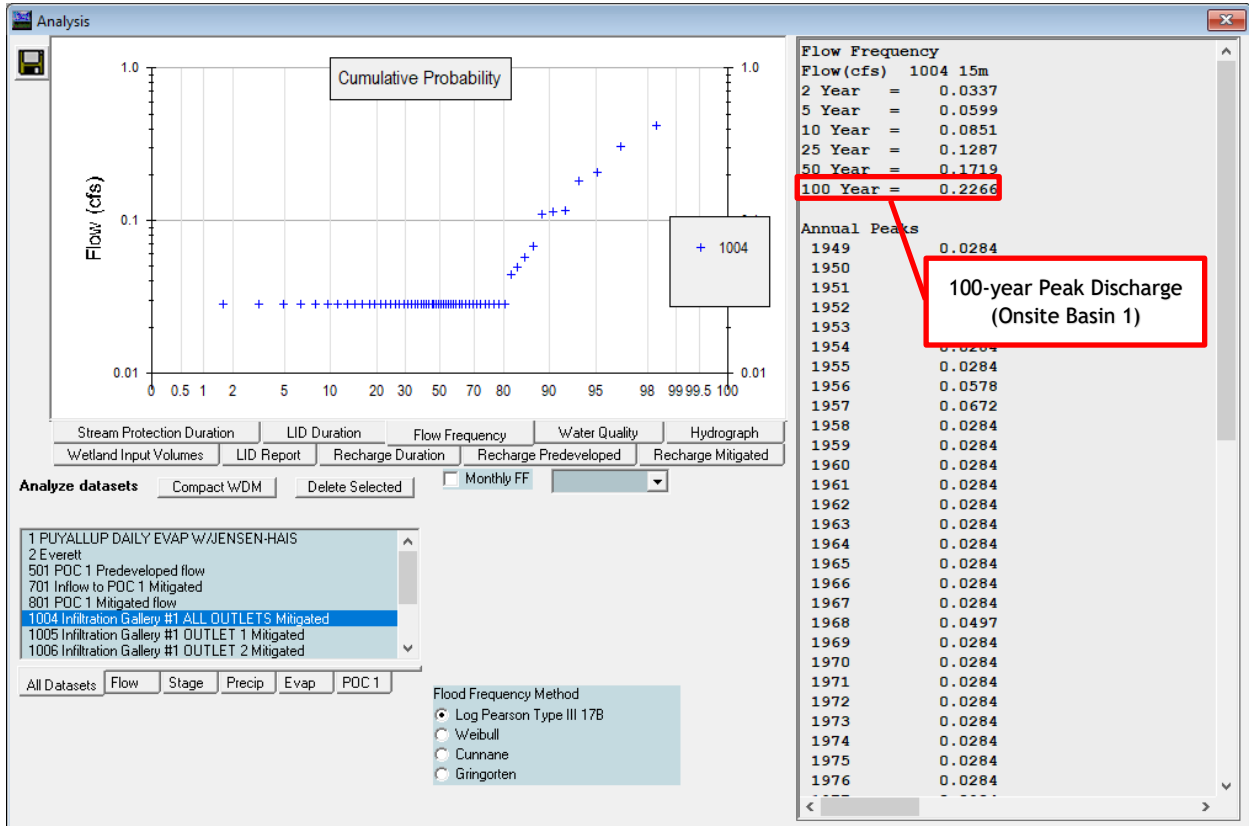 Analysis
Cumulative Probability
1.0
0.1
0.01
Flow (cfs)
1.0
0.01
+ 1004
0 0.5 1 2 5 10 20 30 50 70 80 90 95 98 99 99.5 100
Stream Protection Duration LID Duration Flow Frequency Water Quality Hydrograph
Wetland Input Volumes LID Report Recharge Duration Recharge Predeveloped Recharge Mitigated
Analyze datasets Compact WDM Delete Selected Monthly FF
1 PUYALLUP DAILY EVAP W/JENSEN-HAIS
2 Everett
501 POC 1 Predeveloped flow
701 Inflow to POC 1 Mitigated
801 POC 1 Mitigated flow
1004 Infiltration Gallery #1 ALL OUTLETS Mitigated
1005 Infiltration Gallery #1 OUTLET 1 Mitigated
1006 Infiltration Gallery #1 OUTLET 2 Mitigated
All Datasets Flow Stage Precip Evap POC 1
Flood Frequency Method
Log Pearson Type III 17B
Weibull
Cunnane
Gringorten
Flow Frequency
Flow(cfs) 1004 15m
2 Year = 0.0337
5 Year = 0.0599
10 Year = 0.0851
25 Year = 0.1287
50 Year = 0.1719
100 Year = 0.2266
Annual Peaks
1949 0.0284
1950
1951
1952
1953
1954 0.0284
1955 0.0284
1956 0.0578
1957 0.0672
1958 0.0284
1959 0.0284
1960 0.0284
1961 0.0284
1962 0.0284
1963 0.0284
1964 0.0284
1965 0.0284
1966 0.0284
1967 0.0284
1968 0.0497
1969 0.0284
1970 0.0284
1971 0.0284
1972 0.0284
1973 0.0284
1974 0.0284
1975 0.0284
1976 0.0284
100-year Peak Discharge
(Onsite Basin 1)